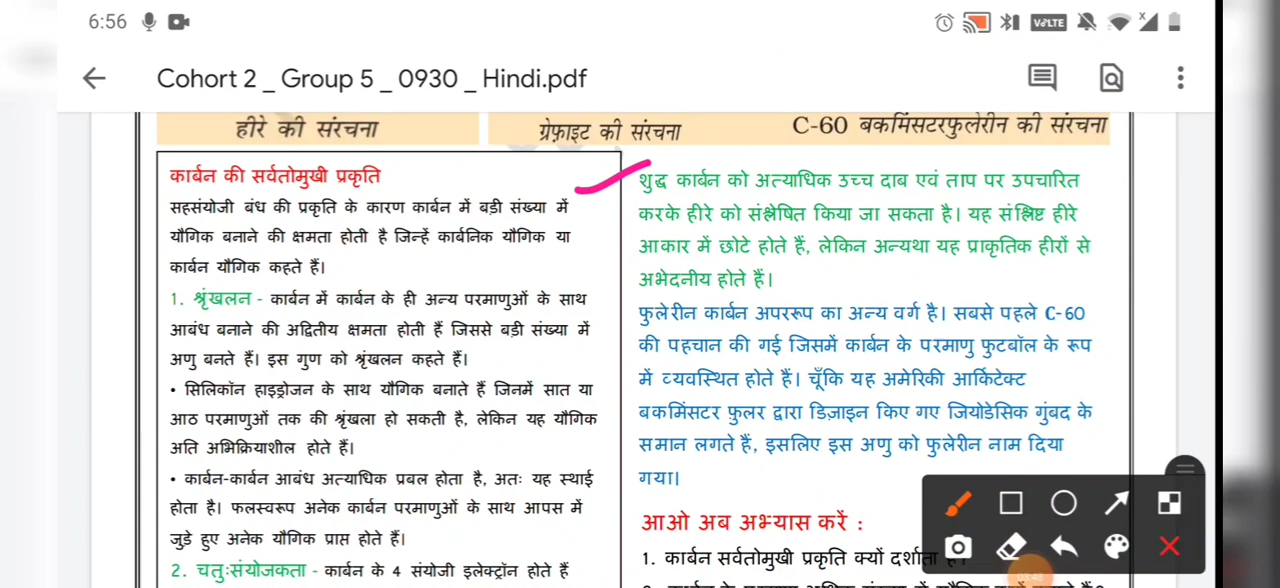 6:56
VoLTE
Cohort 2 _ Group 5 _ 0930 _ Hindi.pdf
हीरे की संरचना
ग्रेफ़ाइट की संरचना
C-60 बकमिंसटरफुलेरीन की संरचना
कार्बन की सर्वतोमुखी प्रकृति
सहसंयोजी बंध की प्रकृति के कारण कार्बन में बड़ी संख्या में
यौगिक बनाने की क्षमता होती है जिन्हें कार्बनिक यौगिक या
कार्बन यौगिक कहते हैं।
1. श्रृंखलन - कार्बन में कार्बन के ही अन्य परमाणुओं के साथ
आबंध बनाने की अद्वितीय क्षमता होती हैं जिससे बड़ी संख्या में
अणु बनते हैं। इस गुण को श्रृंखलन कहते हैं।
• सिलिकॉन हाइड्रोजन के साथ यौगिक बनाते हैं जिनमें सात या
आठ परमाणुओं तक की श्रृंखला हो सकती है, लेकिन यह यौगिक
अति अभिक्रियाशील होते हैं।
• कार्बन-कार्बन आबंध अत्याधिक प्रबल होता है, अतः यह स्थाई
होता है। फलस्वरूप अनेक कार्बन परमाणुओं के साथ आपस में
जुड़े हुए अनेक यौगिक प्राप्त होते हैं।
2. चतुःसंयोजकता - कार्बन के 4 संयोजी इलेक्ट्रॉन होते हैं
शुद्ध कार्बन को अत्याधिक उच्च दाब एवं ताप पर उपचारित
करके हीरे को संश्लेषित किया जा सकता है। यह संश्लिष्ट हीरे
आकार में छोटे होते हैं, लेकिन अन्यथा यह प्राकृतिक हीरों से
अभेदनीय होते हैं।
फुलेरीन कार्बन अपररूप का अन्य वर्ग है। सबसे पहले C-60
की पहचान की गई जिसमें कार्बन के परमाणु फुटबॉल के रूप
में व्यवस्थित होते हैं। चूँकि यह अमेरिकी आर्किटेक्ट
बकमिंसटर फुलर द्वारा डिज़ाइन किए गए जियोडेसिक गुंबद के
समान लगते हैं, इसलिए इस अणु को फुलेरीन नाम दिया
गया।
आओ अब अभ्यास करें :
1. कार्बन सर्वतोमुखी प्रकृति क्यों दर्शाता